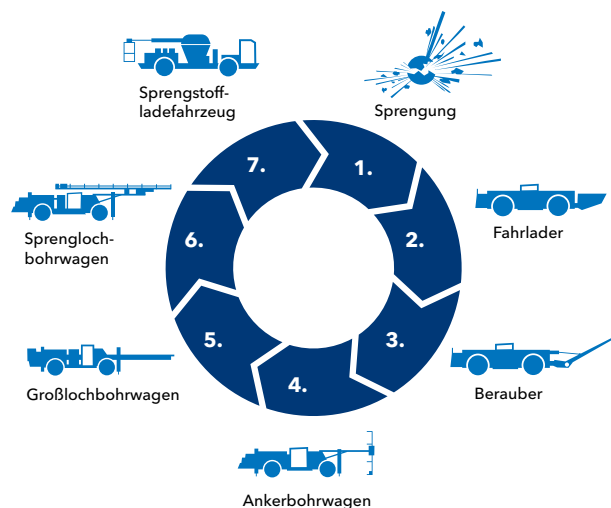 Sprengstoff-
ladefahrzeug
Sprengung
7.
1.
Sprengloch-
bohrwagen
6.
2.
Fahrlader
5.
3.
Großlochbohrwagen
4.
Berauber
Ankerbohrwagen